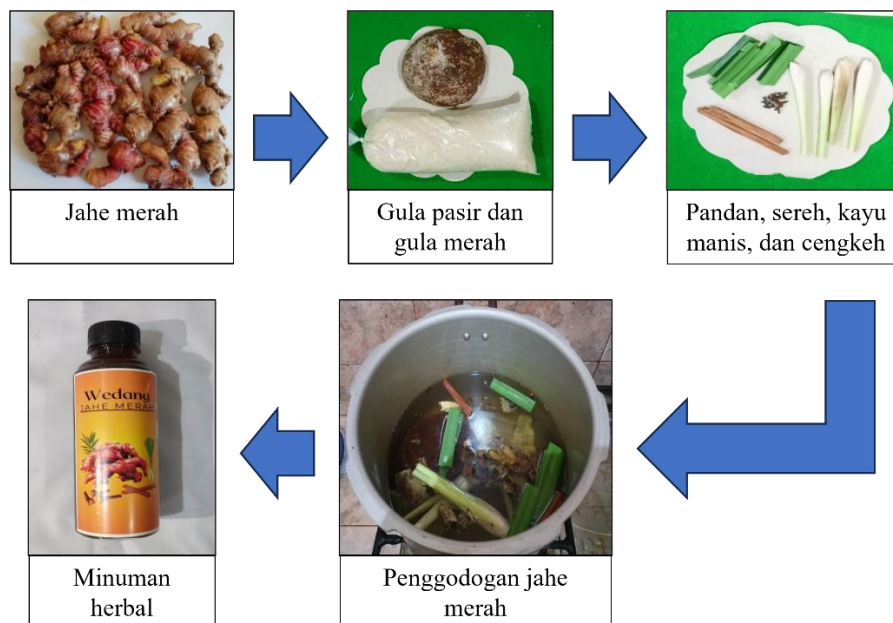 Jahe merah
Gula pasir dan
gula merah
Pandan, sereh, kayu
manis, dan cengkeh
Penggodogan jahe
merah
Wedang
JAHE MERAH
Minuman
herbal